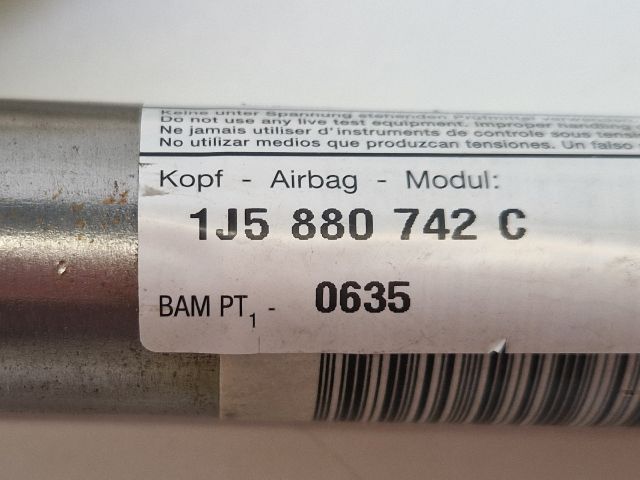 Keine unter Spannung stehenden Prüfmittel
Do not use any live test equipment. Improper handling
Ne jamais utiliser d'instruments de controle sous
No utilizar medios que produzcan tensiones. Un falso
Kopf - Airbag - Modul:
1J5 880 742 C
BAM PT1 - 0635